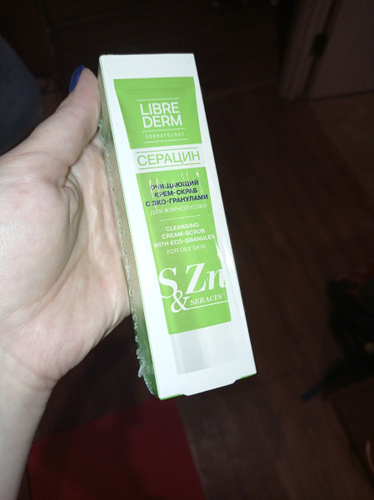 LIBRE
DERM
DERMATOLOGY
СЕРАЦИН
ОЧИЩАЮЩИЙ
КРЕМ-СКРАБ
С ЭКО-ГРАНУЛАМИ
ДЛЯ ЖИРНОЙ КОЖИ
CLEANSING
CREAM-SCRUB
WITH ECO-GRANULES
FOR OILY SKIN
S Zn
& SERACIN